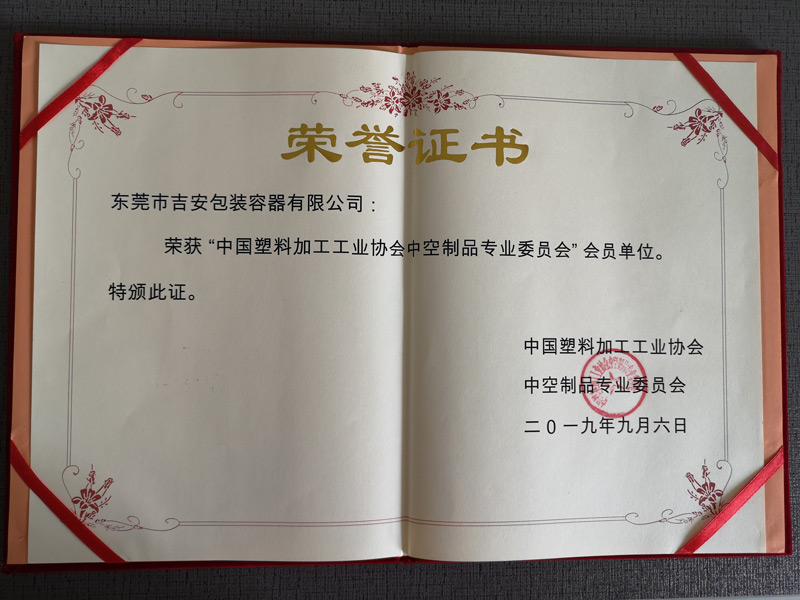 荣誉证书
东莞市吉安包装容器有限公司：
荣获“中国塑料加工工业协会中空制品专业委员会”会员单位。
特颁此证。
中国塑料加工工业协会
中空制品专业委员会
二0一九年九月六日